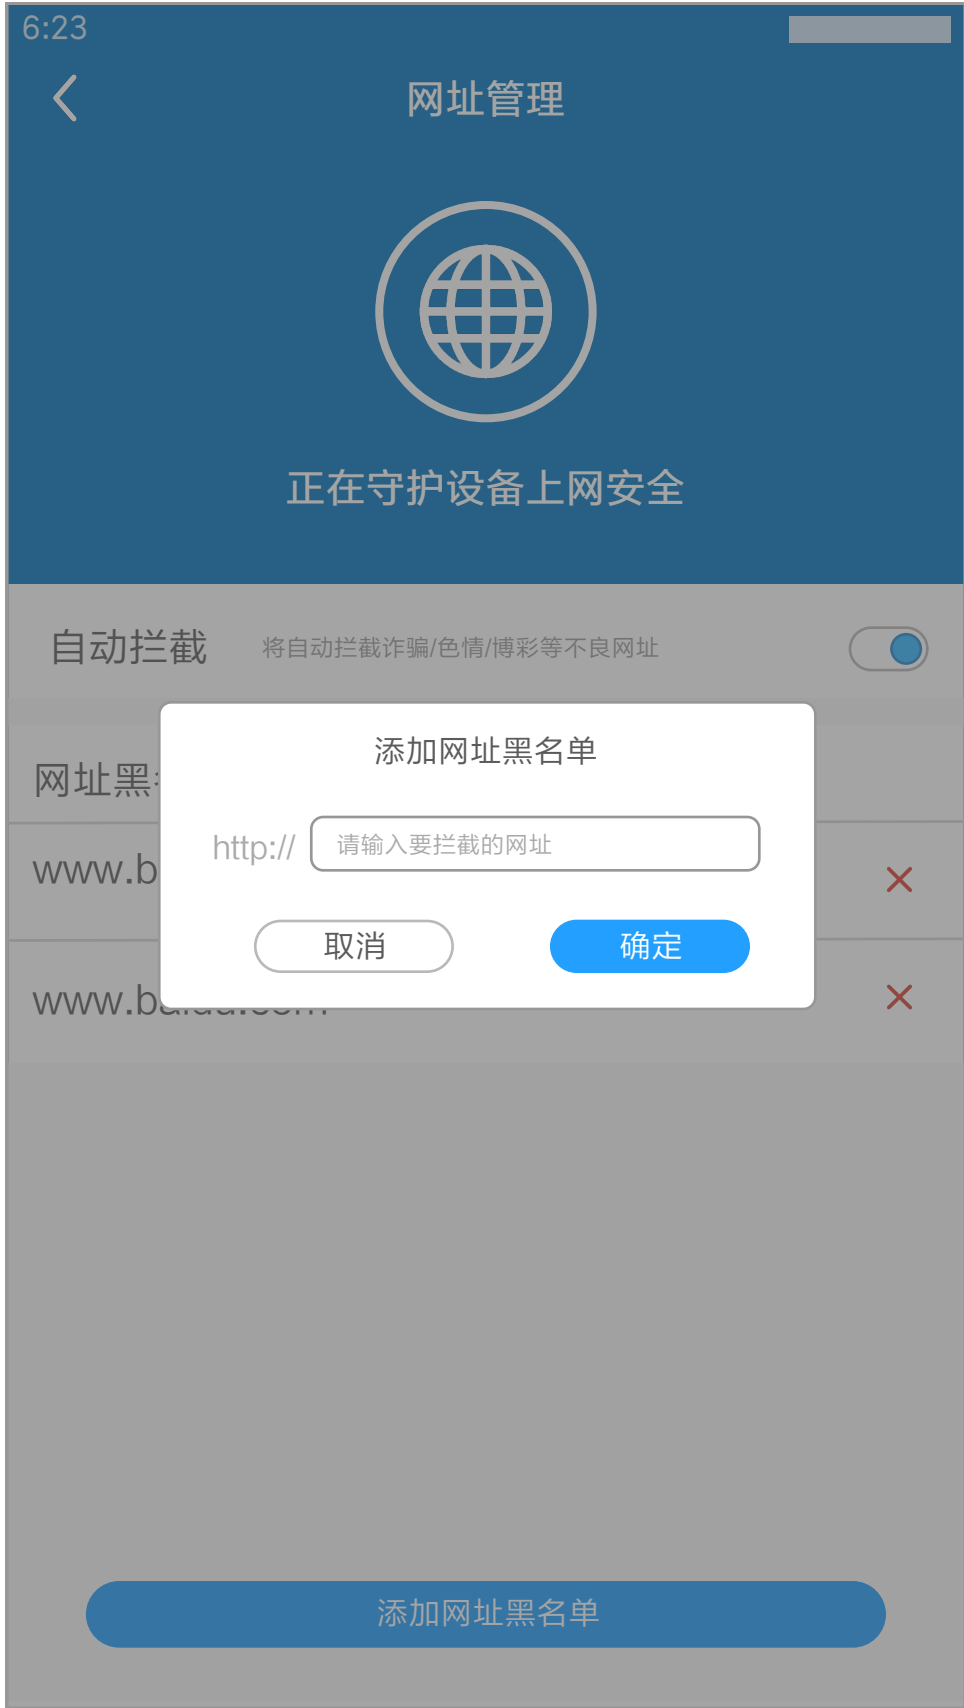 6:23
网址管理
正在守护设备上网安全
自动拦截 将自动拦截诈骗/色情/博彩等不良网址
网址黑
添加网址黑名单
www.b
http:// 请输入要拦截的网址
取消 确定
www.baidu.com
添加网址黑名单